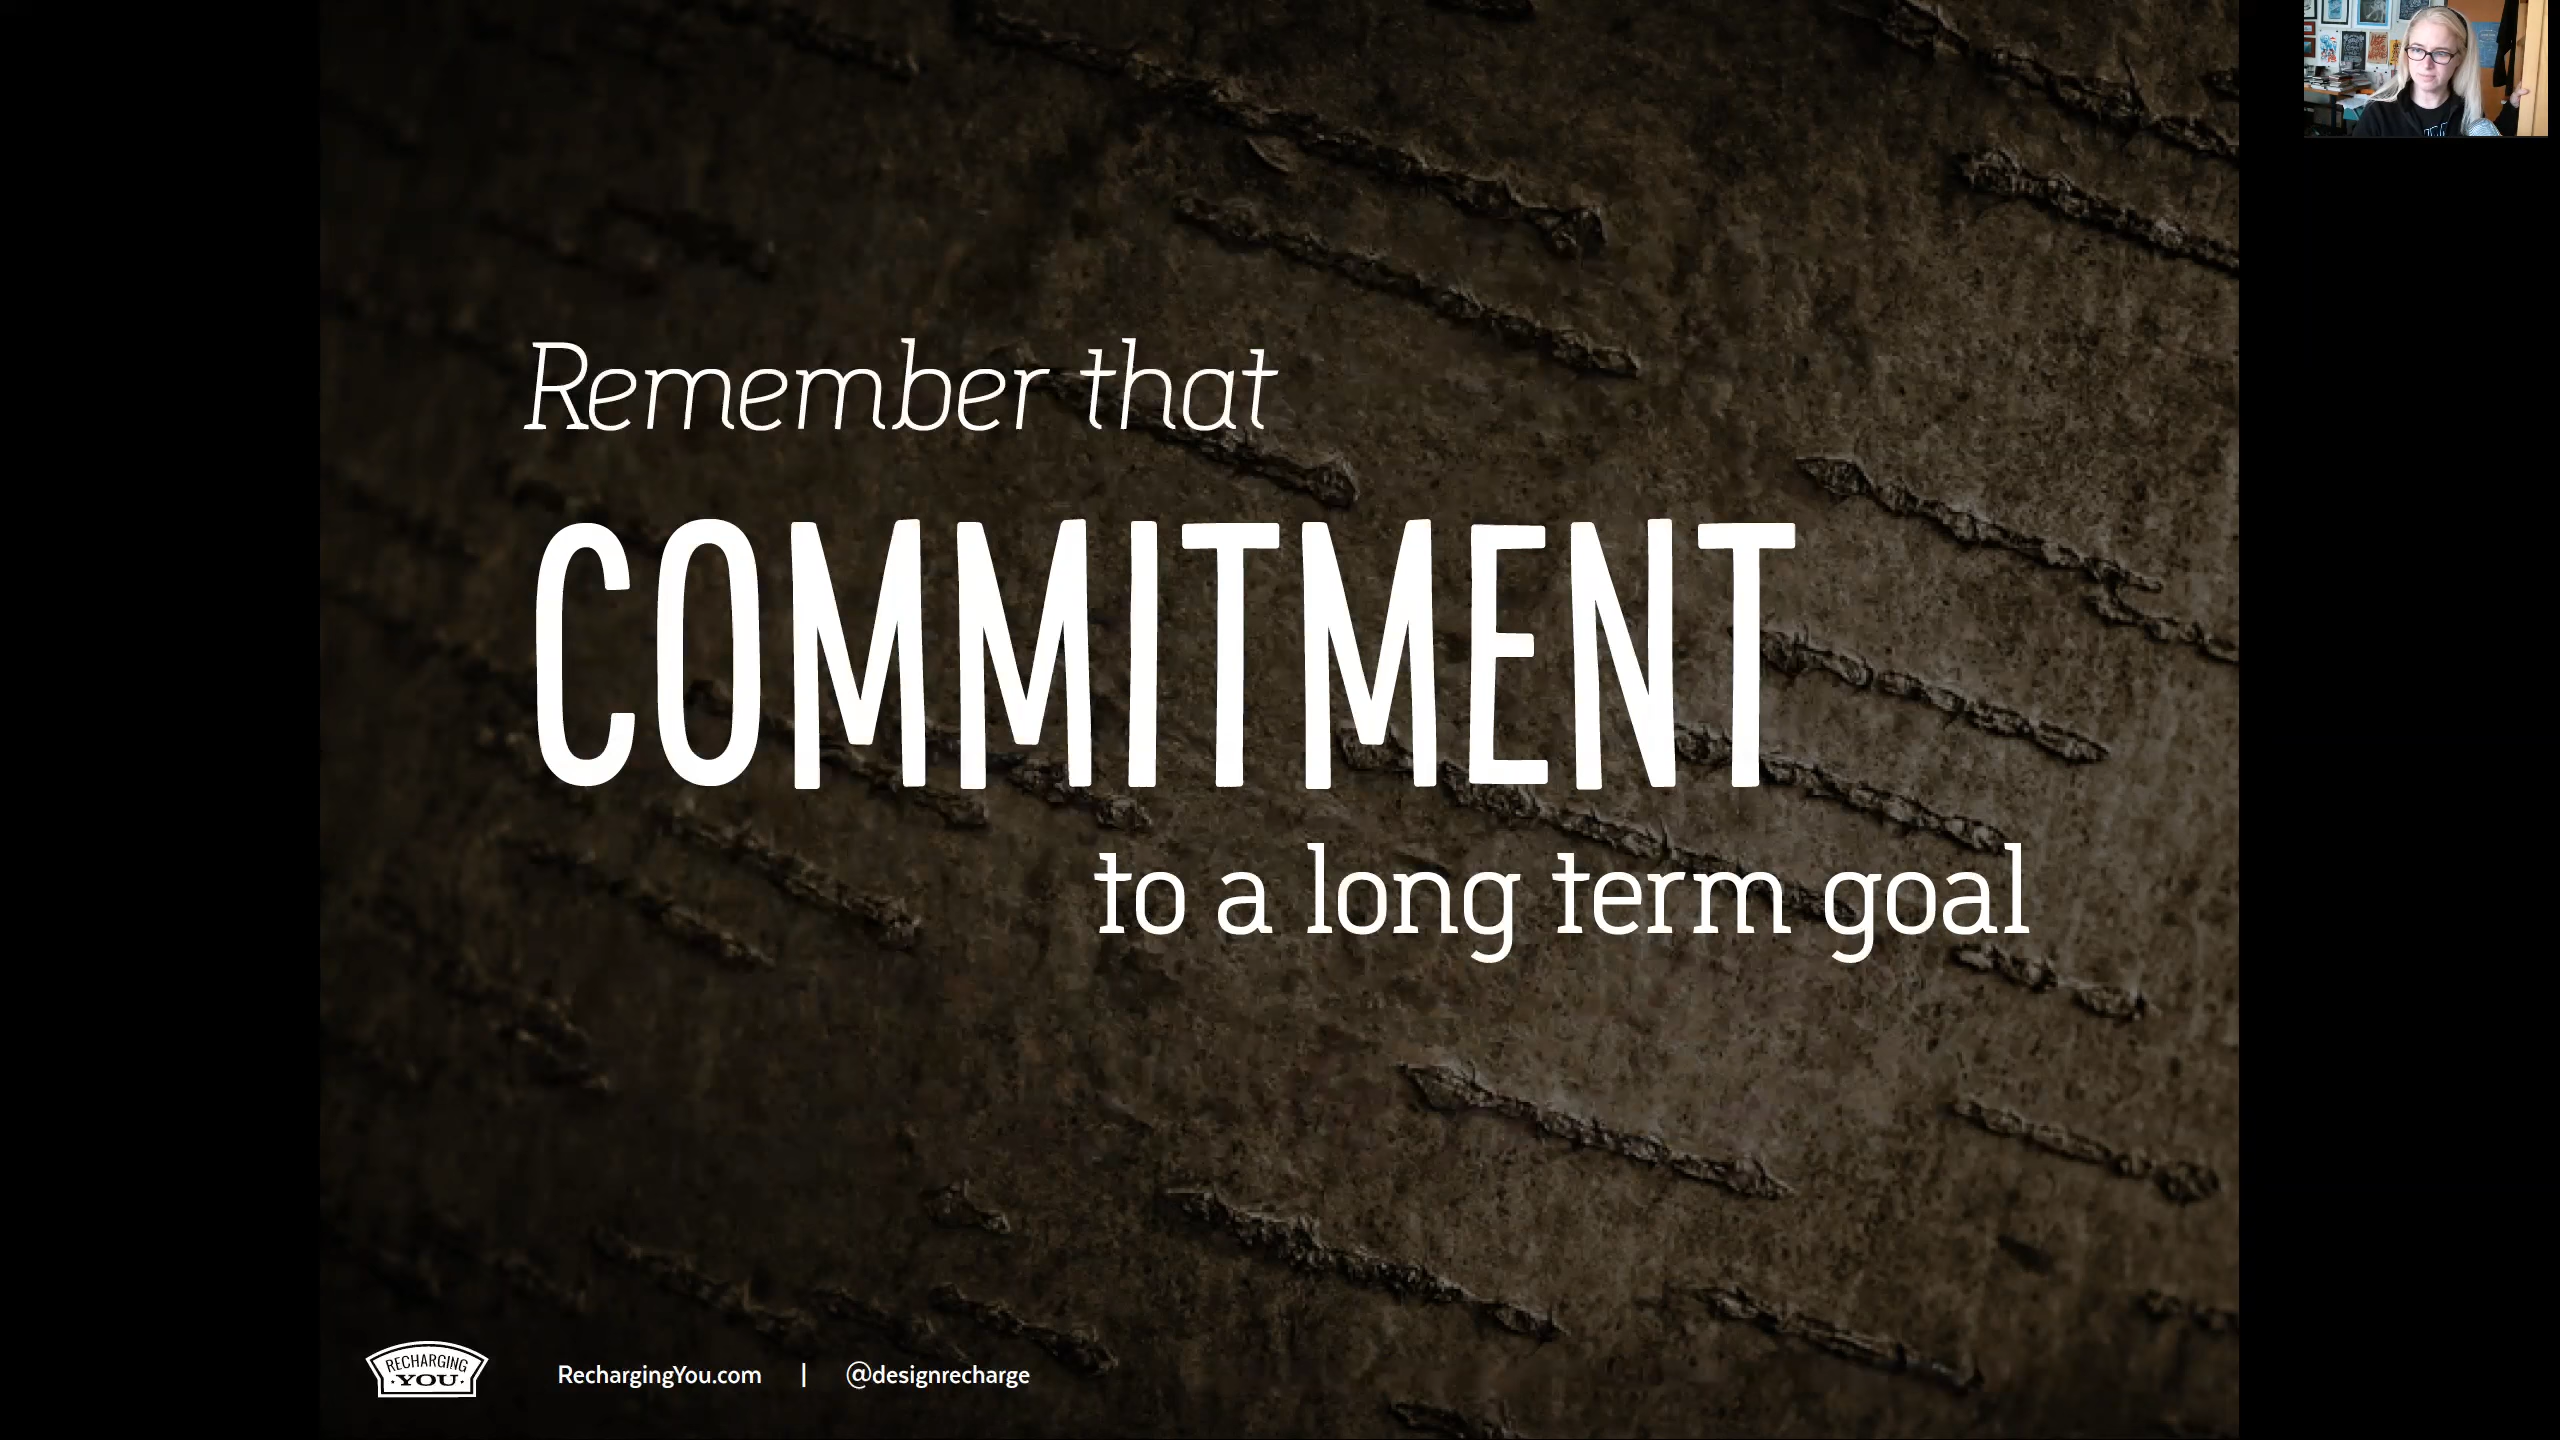 Remember that
COMMITMENT
to a long term goal
RECHARGING
·YOU·
RechargingYou.com | @designrecharge